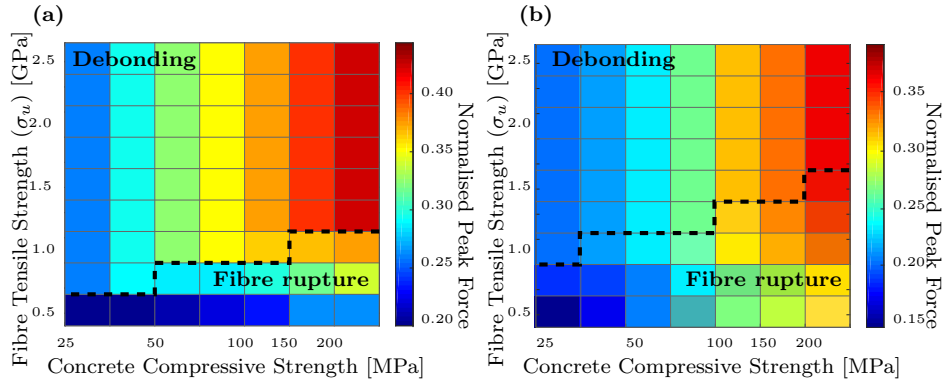 (a)
Fibre Tensile Strength (σu) [GPa]
2.5
2.0
1.5
1.0
0.5
Debonding
Fibre rupture
25
50
100
150
200
Concrete Compressive Strength [MPa]
0.40
0.35
0.30
0.25
0.20
Normalised Peak Force
(b)
Fibre Tensile Strength (σu) [GPa]
2.5
2.0
1.5
1.0
0.5
Debonding
Fibre rupture
25
50
100
150
200
Concrete Compressive Strength [MPa]
0.35
0.30
0.25
0.20
0.15
Normalised Peak Force